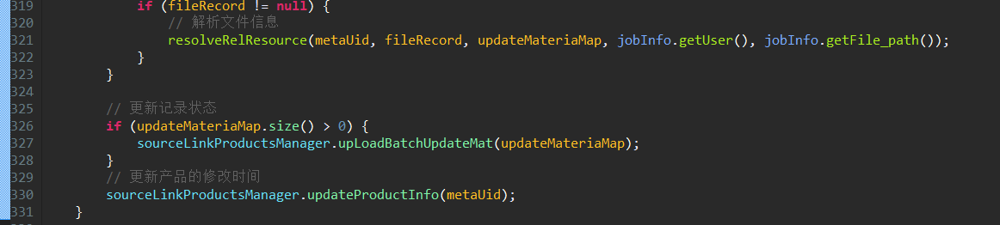 319 if (fileRecord != null) {
320 // 解析文件信息
321 resolveRelResource(metaUid, fileRecord, updateMateriaMap, jobInfo.getUser(), jobInfo.getFile_path());
322 }
323 }
324
325 // 更新记录状态
326 if (updateMateriaMap.size() > 0) {
327 sourceLinkProductsManager.upLoadBatchUpdateMat(updateMateriaMap);
328 }
329 // 更新产品的修改时间
330 sourceLinkProductsManager.updateProductInfo(metaUid);
331 }